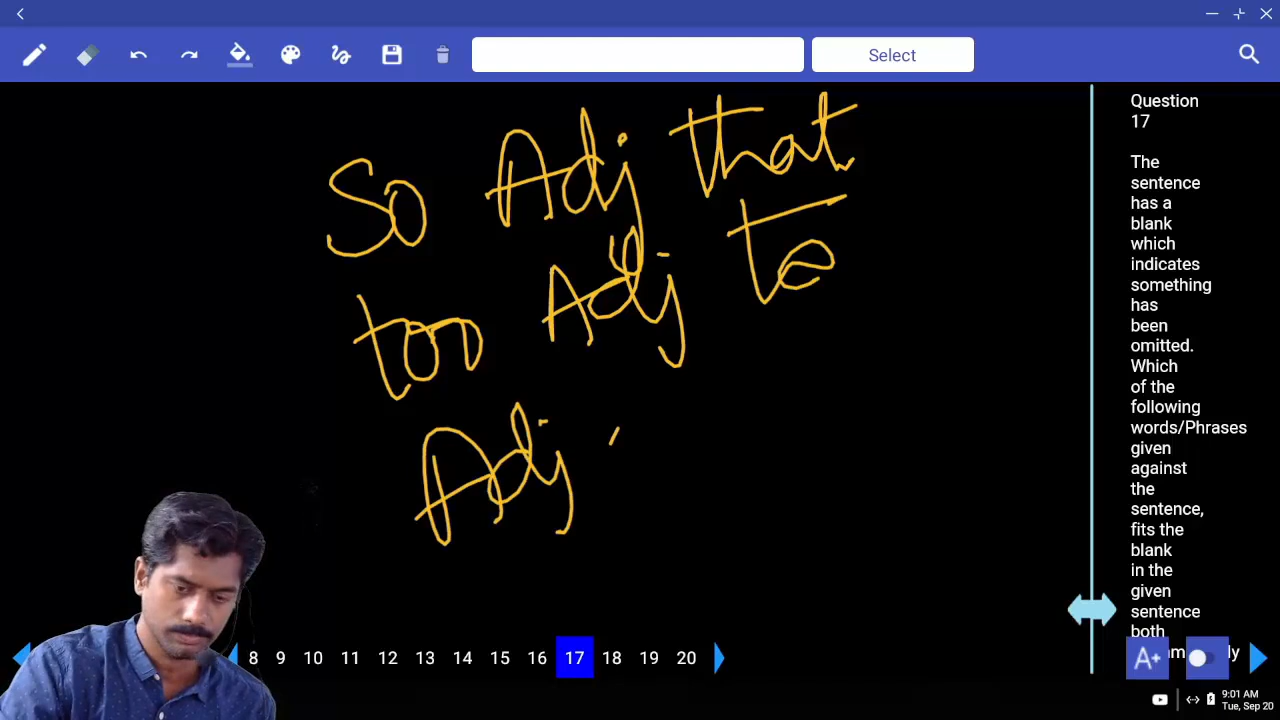 Select
So Adj that
too Adj to
Adj
8 9 10 11 12 13 14 15 16 17 18 19 20
Question
17
The
sentence
has a
blank
which
indicates
something
has
been
omitted.
Which
of the
following
words/Phrases
given
against
the
sentence,
fits the
blank
in the
given
sentence
both
A+
9:01 AM
Tue, Sep 20